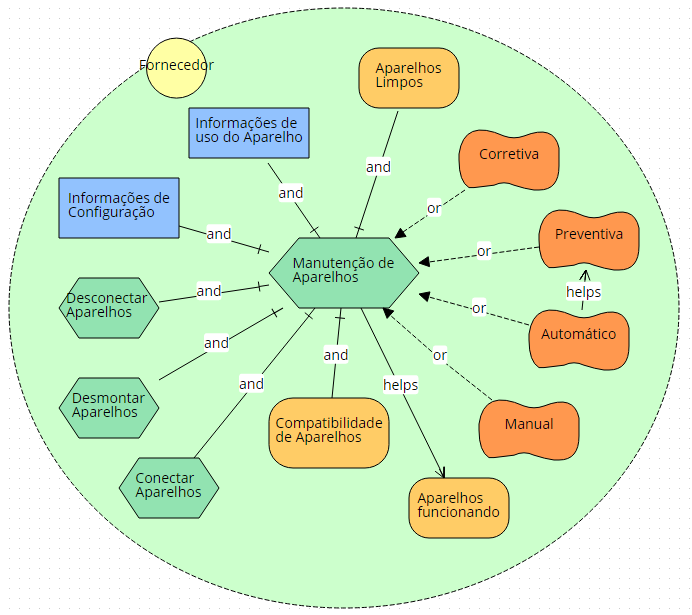 Fornecedor
Aparelhos
Limpos
Informações de
uso do Aparelho
Corretiva
and
and
Informações de
Configuração
or
and
Preventiva
or
Manutenção de
Aparelhos
Desconectar
Aparelhos
and
helps
or
Automático
and
and
or
and
helps
Desmontar
Aparelhos
Compatibilidade
de Aparelhos
Manual
Conectar
Aparelhos
Aparelhos
funcionando